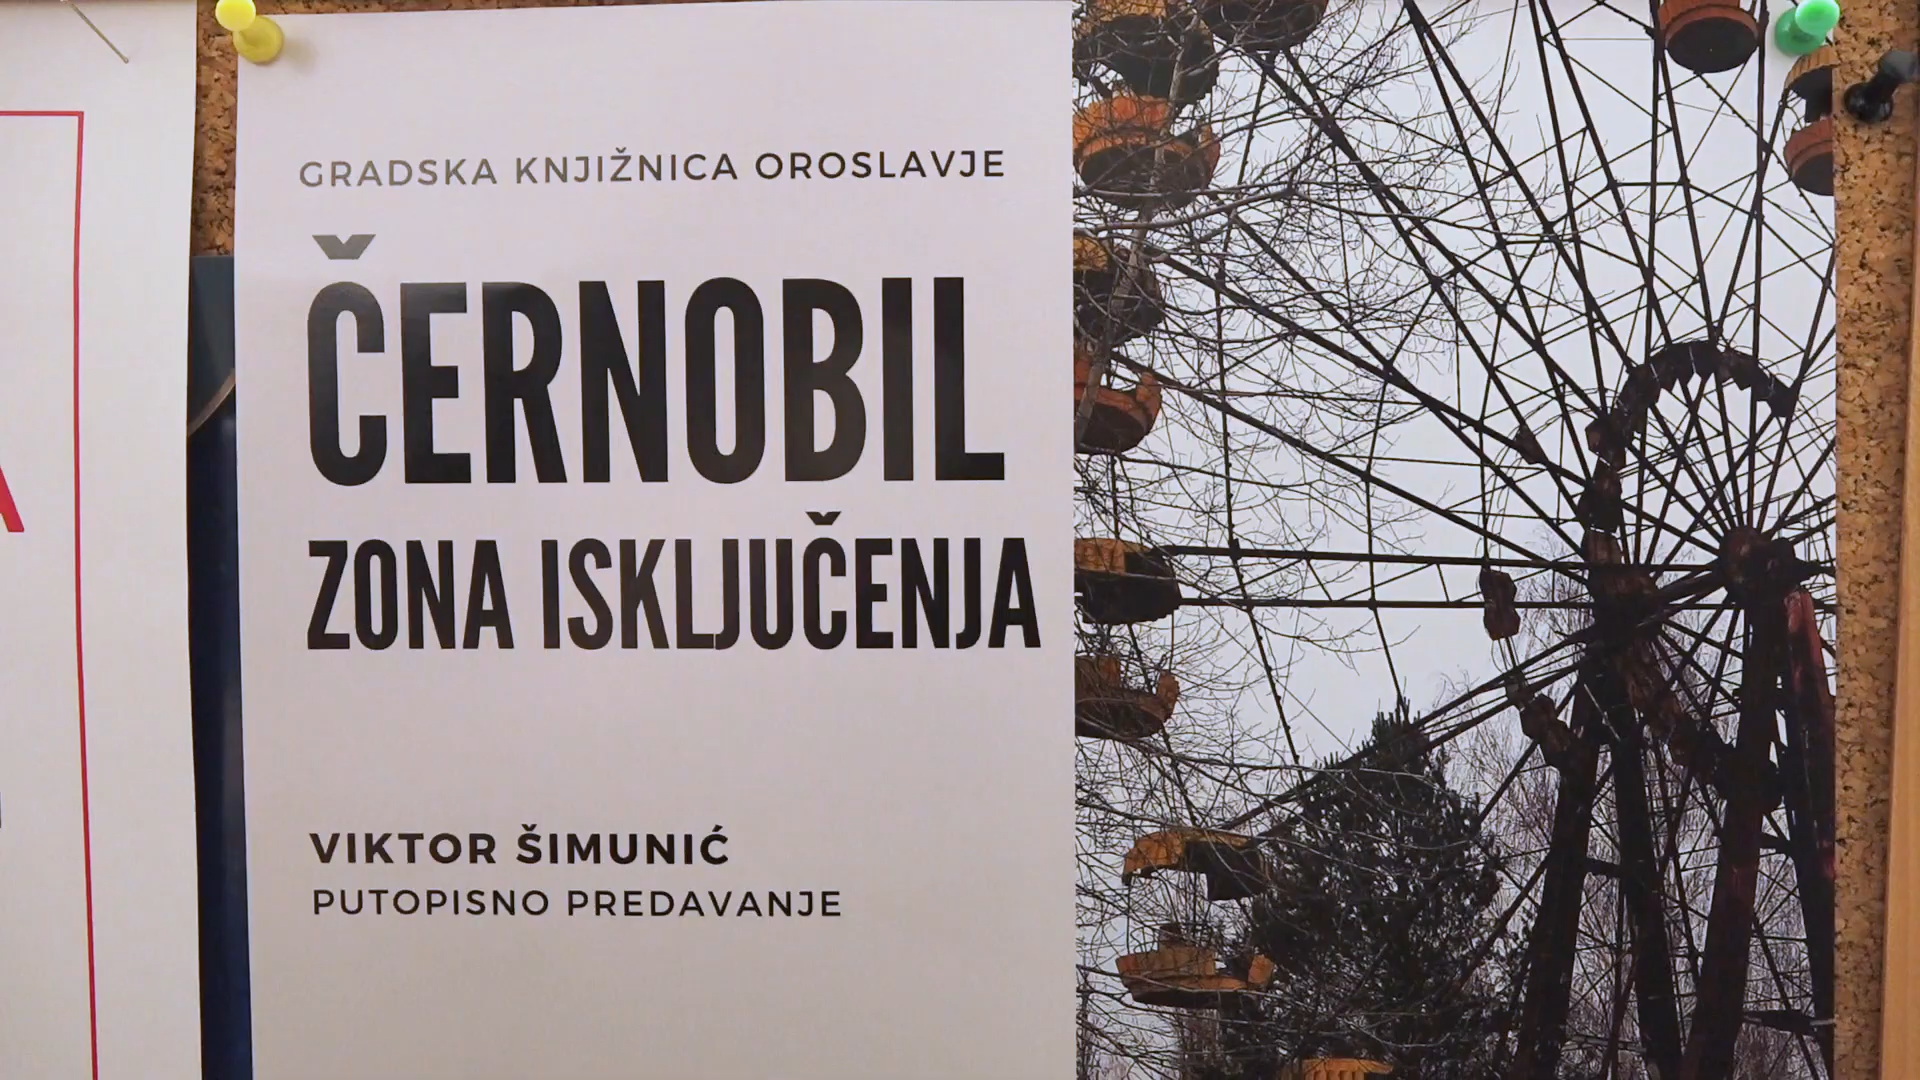 GRADSKA KNJIŽNICA OROSLAVJE
ČERNOBIL
ZONA ISKLJUČENJA
VIKTOR ŠIMUNIĆ
PUTOPISNO PREDAVANJE